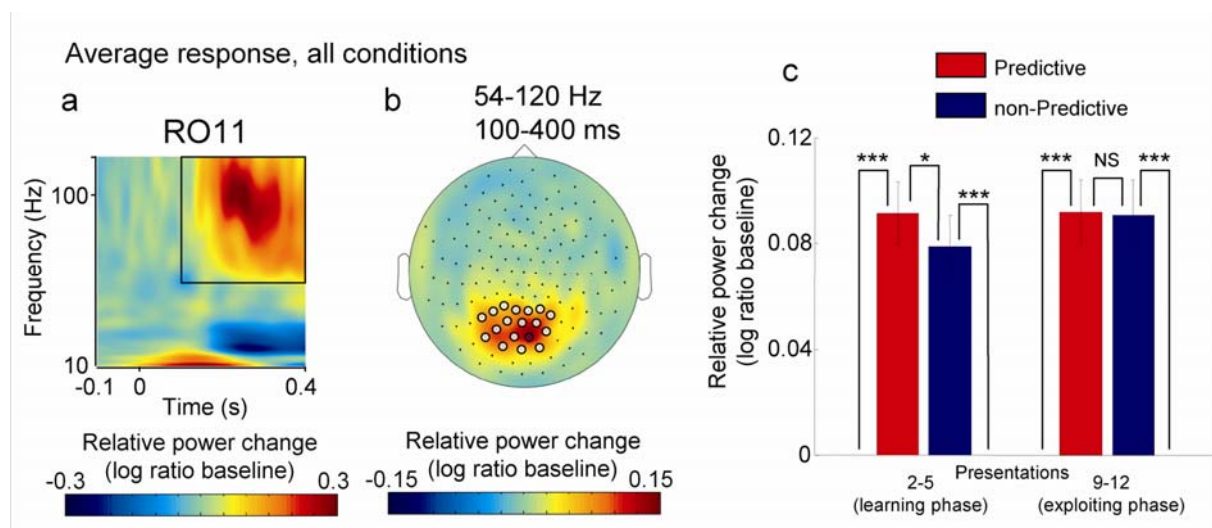 Average response, all conditions
a
RO11
Frequency (Hz)
100
10
-0.1
0
0.4
Time (s)
Relative power change
(log ratio baseline)
-0.3
0.3
b
54-120 Hz
100-400 ms
Relative power change
(log ratio baseline)
-0.15
0.15
c
Predictive
non-Predictive
Relative power change
(log ratio baseline)
0.12
0.08
0.04
0
***
*
***
***
NS
***
Presentations
2-5
(learning phase)
9-12
(exploiting phase)